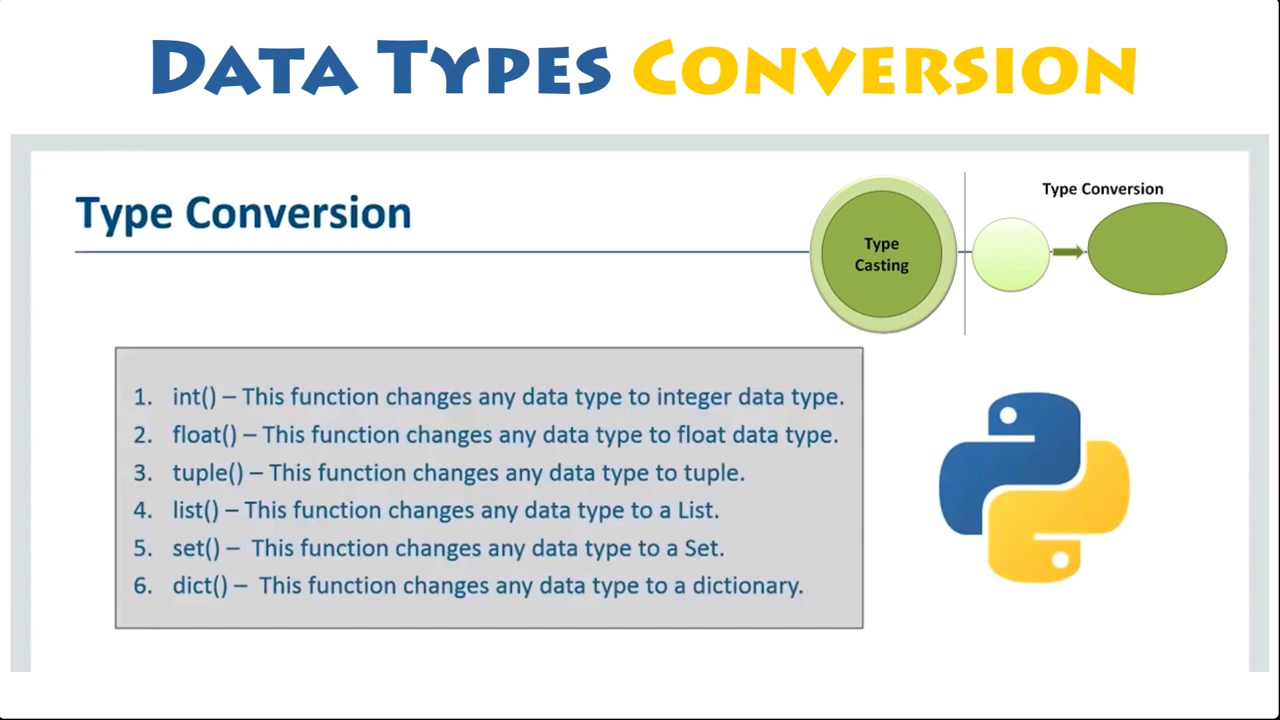 DATA TYPES CONVERSION
Type Conversion
Type Conversion
Type
Casting
1. int() – This function changes any data type to integer data type.
2. float() – This function changes any data type to float data type.
3. tuple() – This function changes any data type to tuple.
4. list() – This function changes any data type to a List.
5. set() – This function changes any data type to a Set.
6. dict() – This function changes any data type to a dictionary.